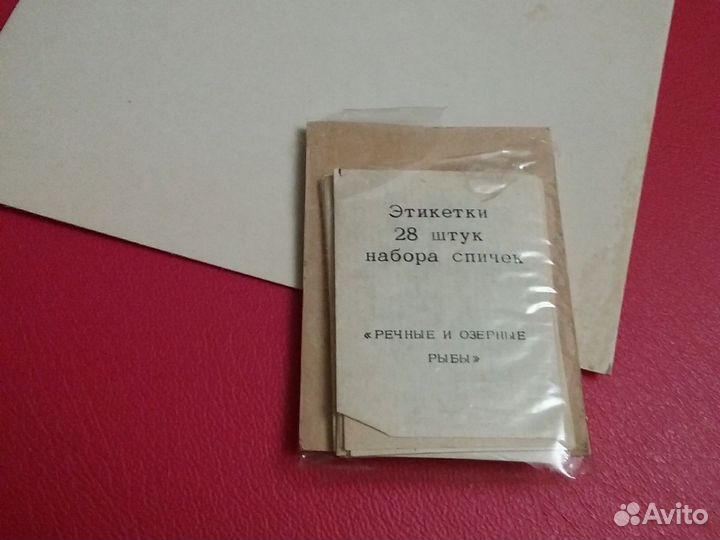 Этикетки
28 штук
набора спичек
«РЕЧНЫЕ И ОЗЕРНЫЕ
РЫБЫ»
Avito